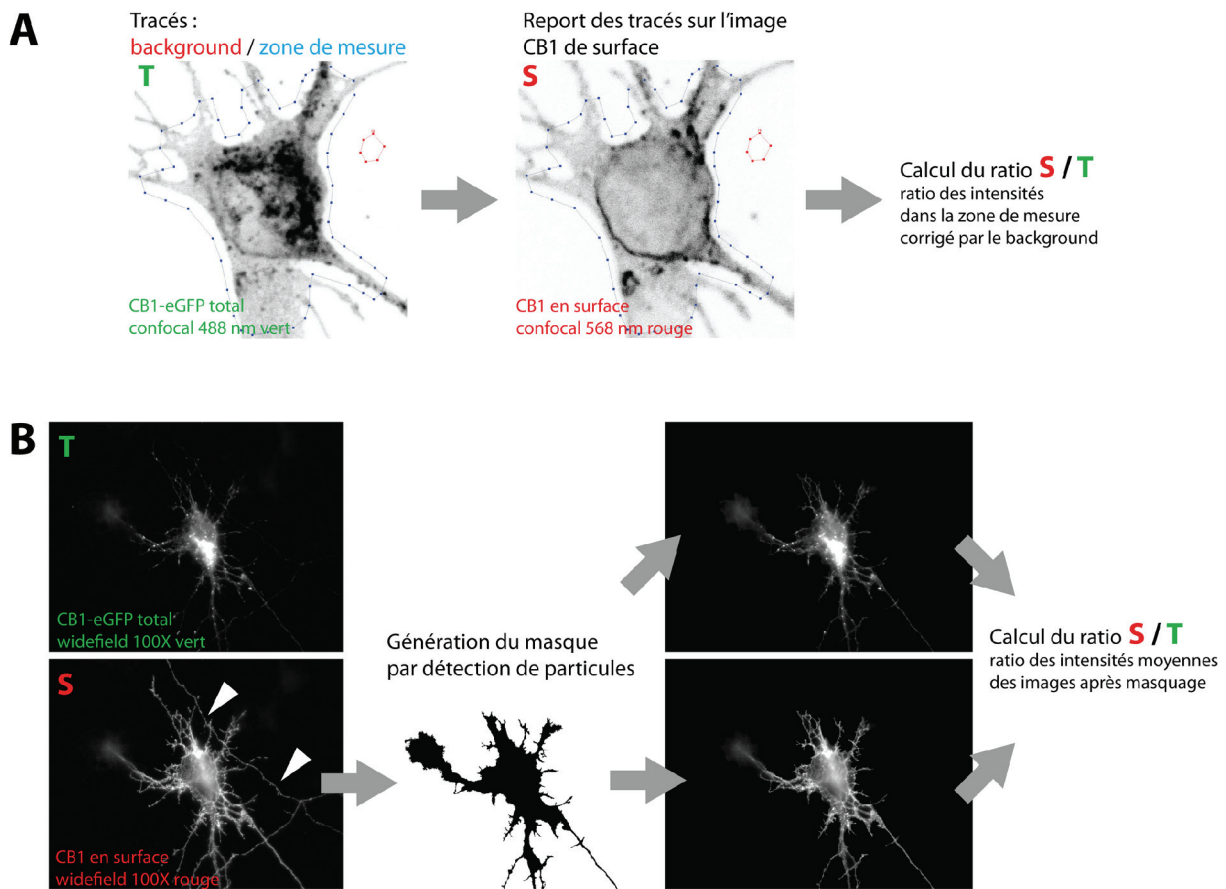 A
Tracés :
background / zone de mesure
T
CB1-eGFP total
confocal 488 nm vert
Report des tracés sur l'image
CB1 de surface
S
CB1 en surface
confocal 568 nm rouge
Calcul du ratio S / T
ratio des intensités
dans la zone de mesure
corrigé par le background
B
T
CB1-eGFP total
widefield 100X vert
S
CB1 en surface
widefield 100X rouge
Génération du masque
par détection de particules
Calcul du ratio S / T
ratio des intensités moyennes
des images après masquage